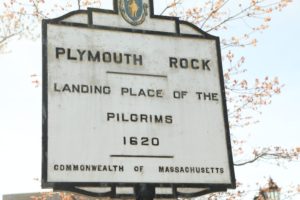 PLYMOUTH ROCK
LANDING PLACE OF THE
PILGRIMS
1620
COMMONWEALTH OF MASSACHUSETTS